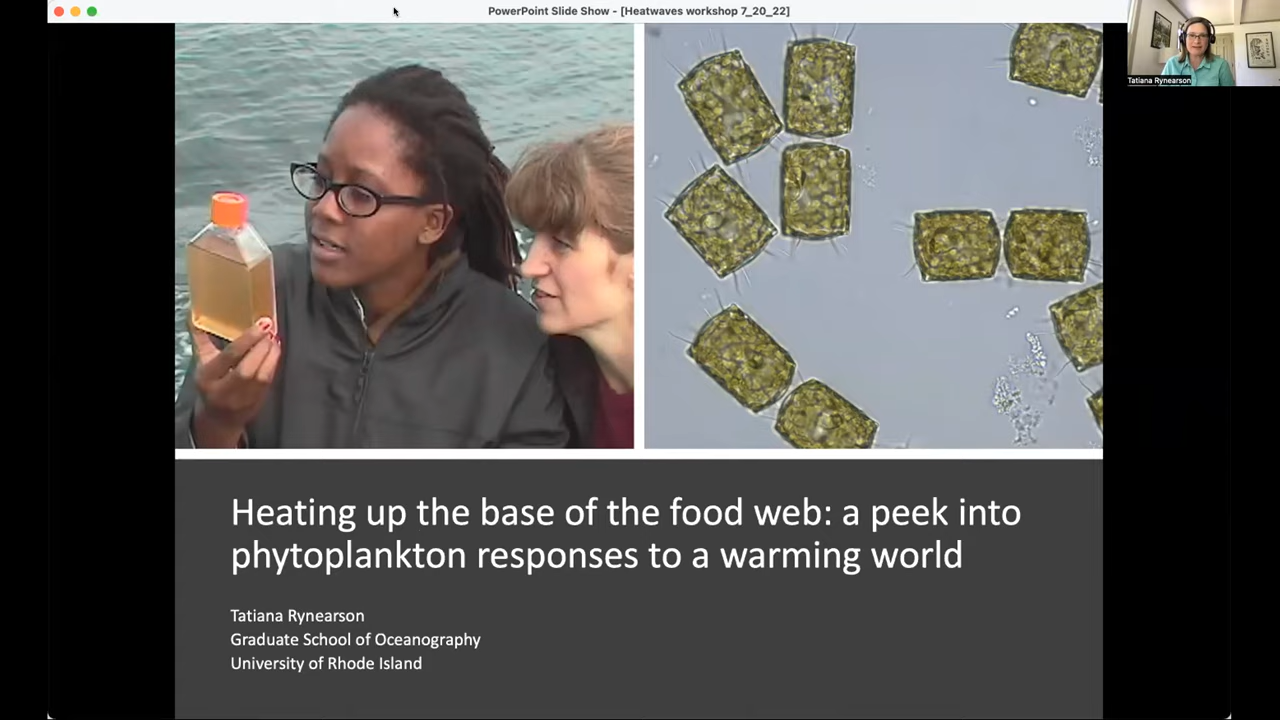 PowerPoint Slide Show - [Heatwaves workshop 7_20_22]
Tatiana Rynearson
Heating up the base of the food web: a peek into
phytoplankton responses to a warming world
Tatiana Rynearson
Graduate School of Oceanography
University of Rhode Island